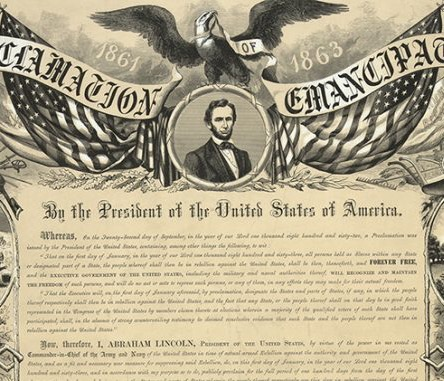 CLAMATION OF EMANCIPAT
1861 1863
By the President of the United States of America.
Whereas, On the Twenty-Second day of September, in the year of our Lord one thousand eight hundred and sixty-two, a Proclamation was
issued by the President of the United States, containing, among other things the following, to wit:
"That on the first day of January, in the year of our Lord one thousand eight hundred and sixty-three, all persons held as Slaves within any State
or designated part of a State, the people whereof shall then be in rebellion against the United States, shall be then, thenceforth, and FOREVER FREE,
and the EXECUTIVE GOVERNMENT OF THE UNITED STATES, including the military and naval authorities thereof, WILL RECOGNIZE AND MAINTAIN
THE FREEDOM of such persons, and will do no act or acts to repress such persons, or any of them, in any effort they may make for their actual freedom.
"That the Executive will, on the first day of January aforesaid, by proclamation, designate the States and parts of States, if any, in which the people
thereof respectively shall then be in rebellion against the United States, and the fact that any State, or the people thereof shall on that day be in good faith
represented in the Congress of the United States by members chosen thereto at elections wherein a majority of the qualified voters of such State shall have
participated, shall, in the absence of strong countervailing testimony be deemed conclusive evidence that such State and the people thereof are not then in
rebellion against the United States."
Now, therefore, I, ABRAHAM LINCOLN, PRESIDENT OF THE UNITED STATES, by virtue of the power in me vested as
Commander-in-Chief of the Army and Navy of the United States in time of actual armed Rebellion against the authority and government of the United
States, and as a fit and necessary war measure for suppressing said Rebellion, do, on this first day of January, in the year of our Lord one thousand eight
hundred and sixty-three, and in accordance with my purpose so to do, publicly proclaim for the full period of one hundred days from the day of the first